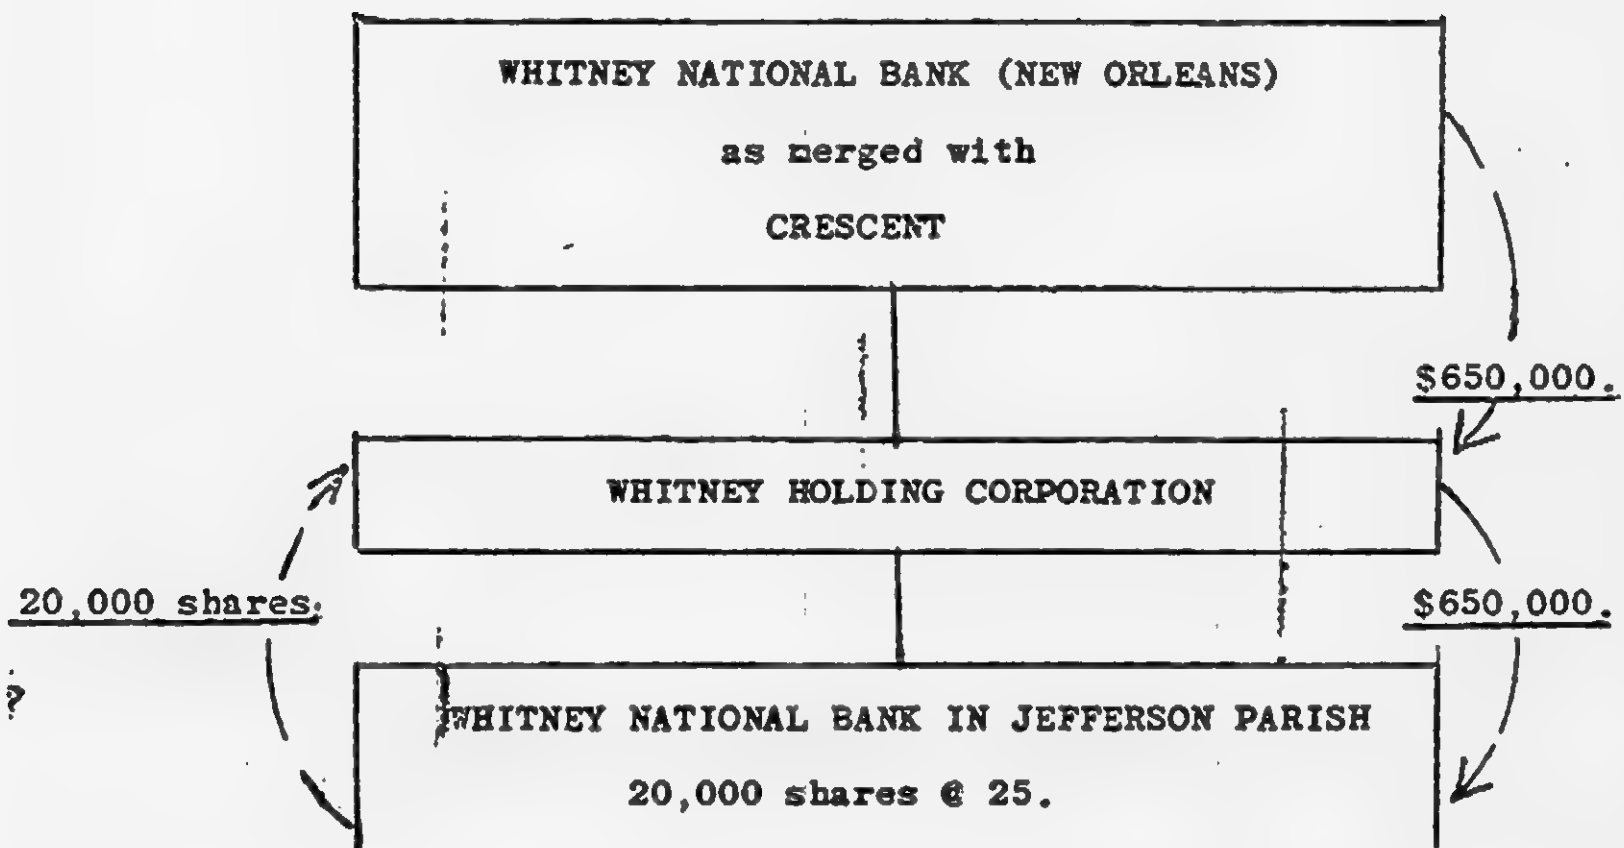 WHITNEY NATIONAL BANK (NEW ORLEANS)
as merged with
CRESCENT
$650,000.
WHITNEY HOLDING CORPORATION
20,000 shares.
$650,000.
WHITNEY NATIONAL BANK IN JEFFERSON PARISH
20,000 shares @ 25.